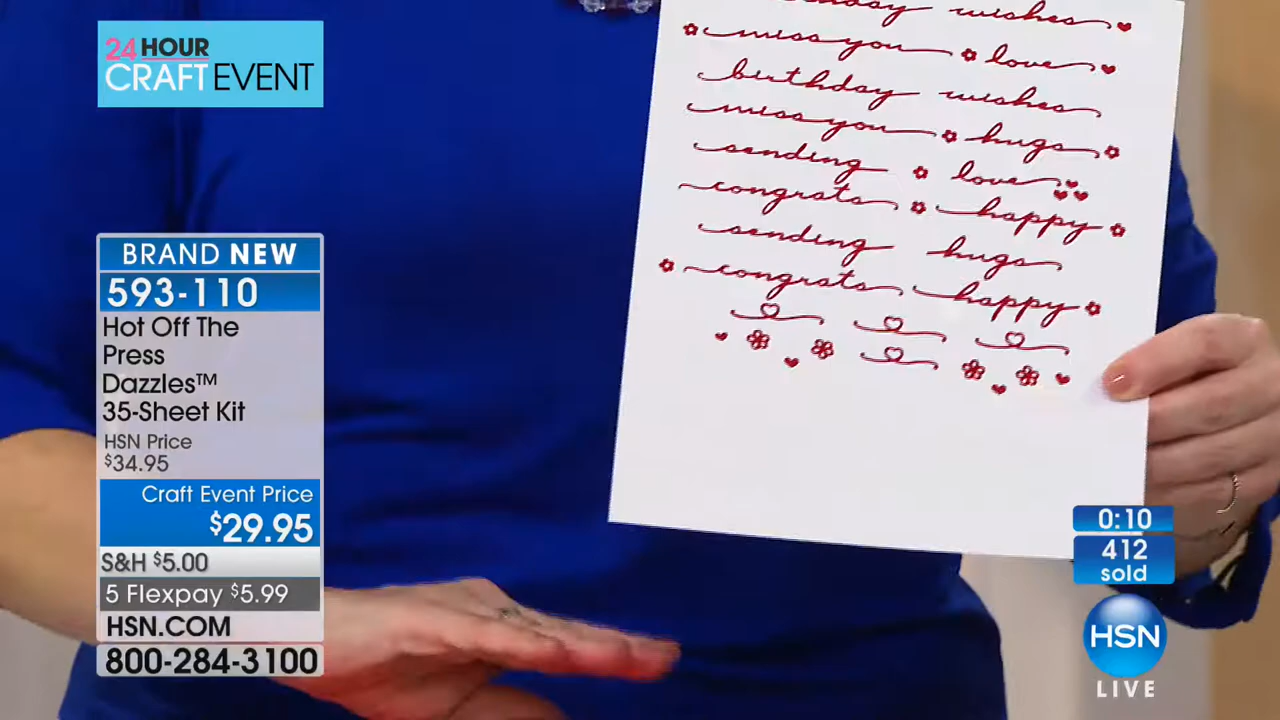 24 HOUR
CRAFT EVENT
BRAND NEW
593-110
Hot Off The
Press
Dazzles™
35-Sheet Kit
HSN Price
$34.95
Craft Event Price
$29.95
S&H $5.00
5 Flexpay $5.99
HSN.COM
800-284-3100
wishes
miss you love
birthday wishes
miss you hugs
sending love
congrats happy
sending hugs
congrats happy
0:10
412
sold
HSN
LIVE